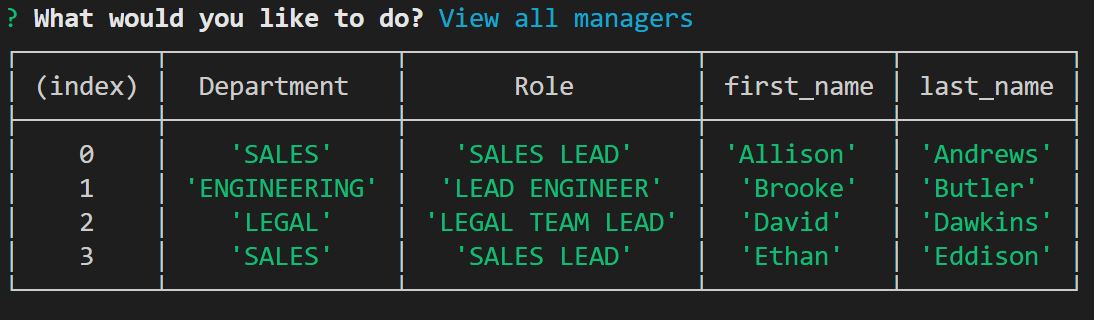 ? What would you like to do? View all managers
(index) Department Role first_name last_name
0 'SALES' 'SALES LEAD' 'Allison' 'Andrews'
1 'ENGINEERING' 'LEAD ENGINEER' 'Brooke' 'Butler'
2 'LEGAL' 'LEGAL TEAM LEAD' 'David' 'Dawkins'
3 'SALES' 'SALES LEAD' 'Ethan' 'Eddison'